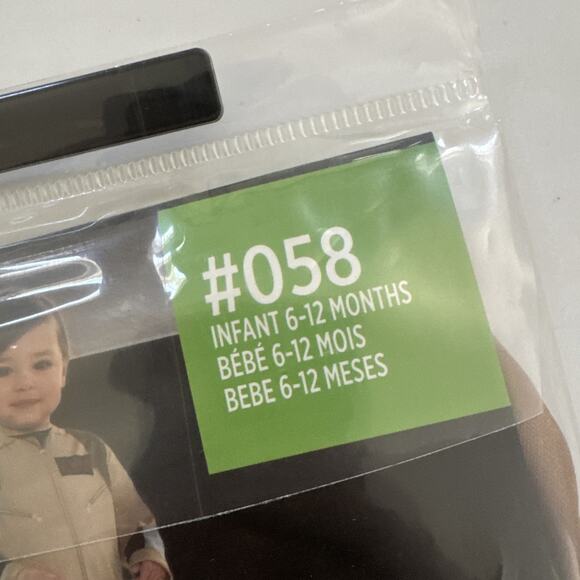 #058
INFANT 6-12 MONTHS
BÉBÉ 6-12 MOIS
BEBE 6-12 MESES